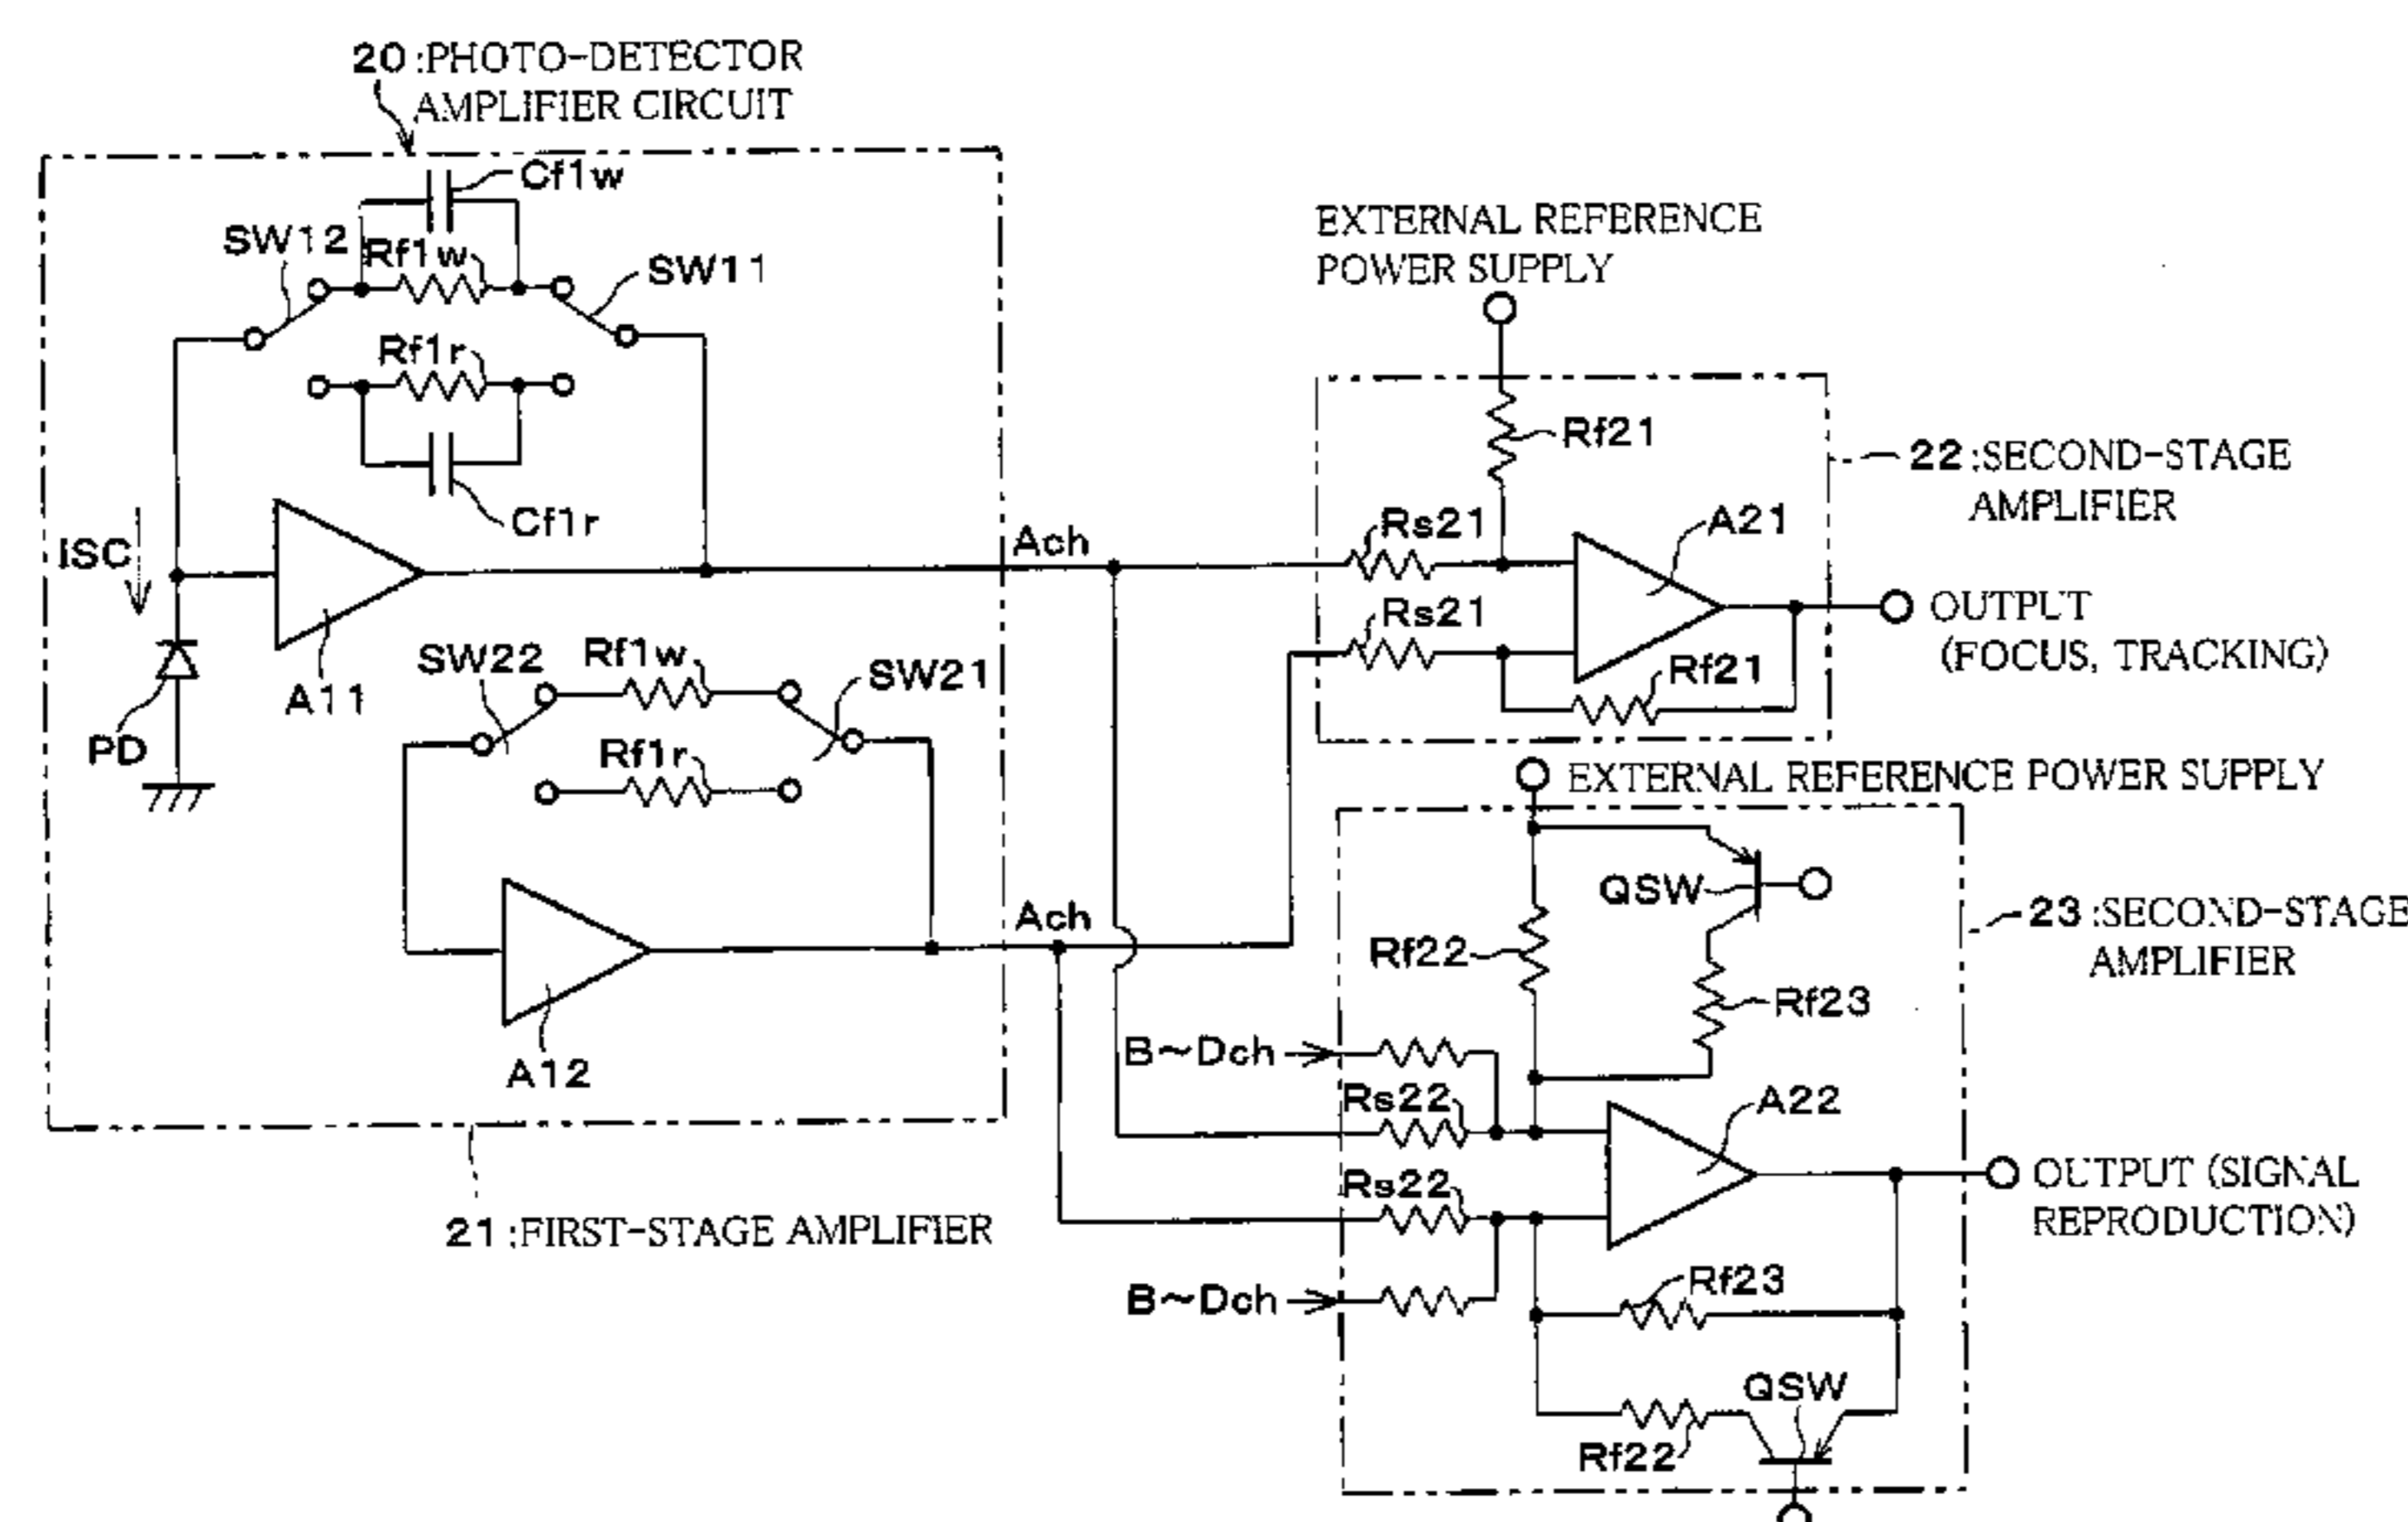 20 :PHOTO-DETECTOR
AMPLIFIER CIRCUIT
Cf1w
SW12
Rf1w
SW11
Rf1r
Cf1r
ISC
A11
PD
SW22
Rf1w
SW21
Rf1r
A12
Ach
Ach
21 :FIRST-STAGE AMPLIFIER
EXTERNAL REFERENCE
POWER SUPPLY
Rf21
22 :SECOND-STAGE
AMPLIFIER
Rs21
A21
Rs21
Rf21
OUTPUT
(FOCUS, TRACKING)
EXTERNAL REFERENCE POWER SUPPLY
QSW
23 :SECOND-STAGE
AMPLIFIER
Rf22
Rf23
B~Dch
Rs22
A22
Rs22
OUTPUT (SIGNAL
REPRODUCTION)
B~Dch
Rf23
QSW
Rf22